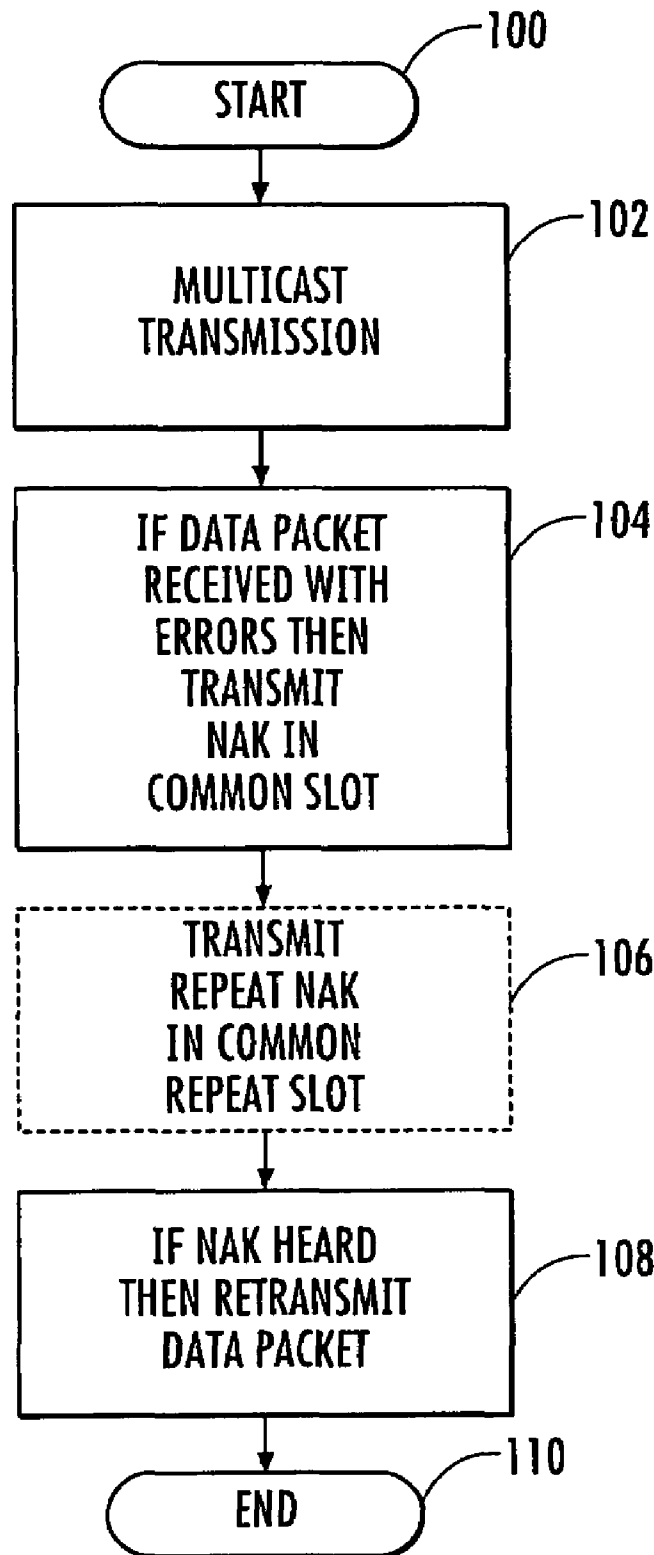 100
START
102
MULTICAST
TRANSMISSION
104
IF DATA PACKET
RECEIVED WITH
ERRORS THEN
TRANSMIT
NAK IN
COMMON SLOT
106
TRANSMIT
REPEAT NAK
IN COMMON
REPEAT SLOT
108
IF NAK HEARD
THEN RETRANSMIT
DATA PACKET
110
END